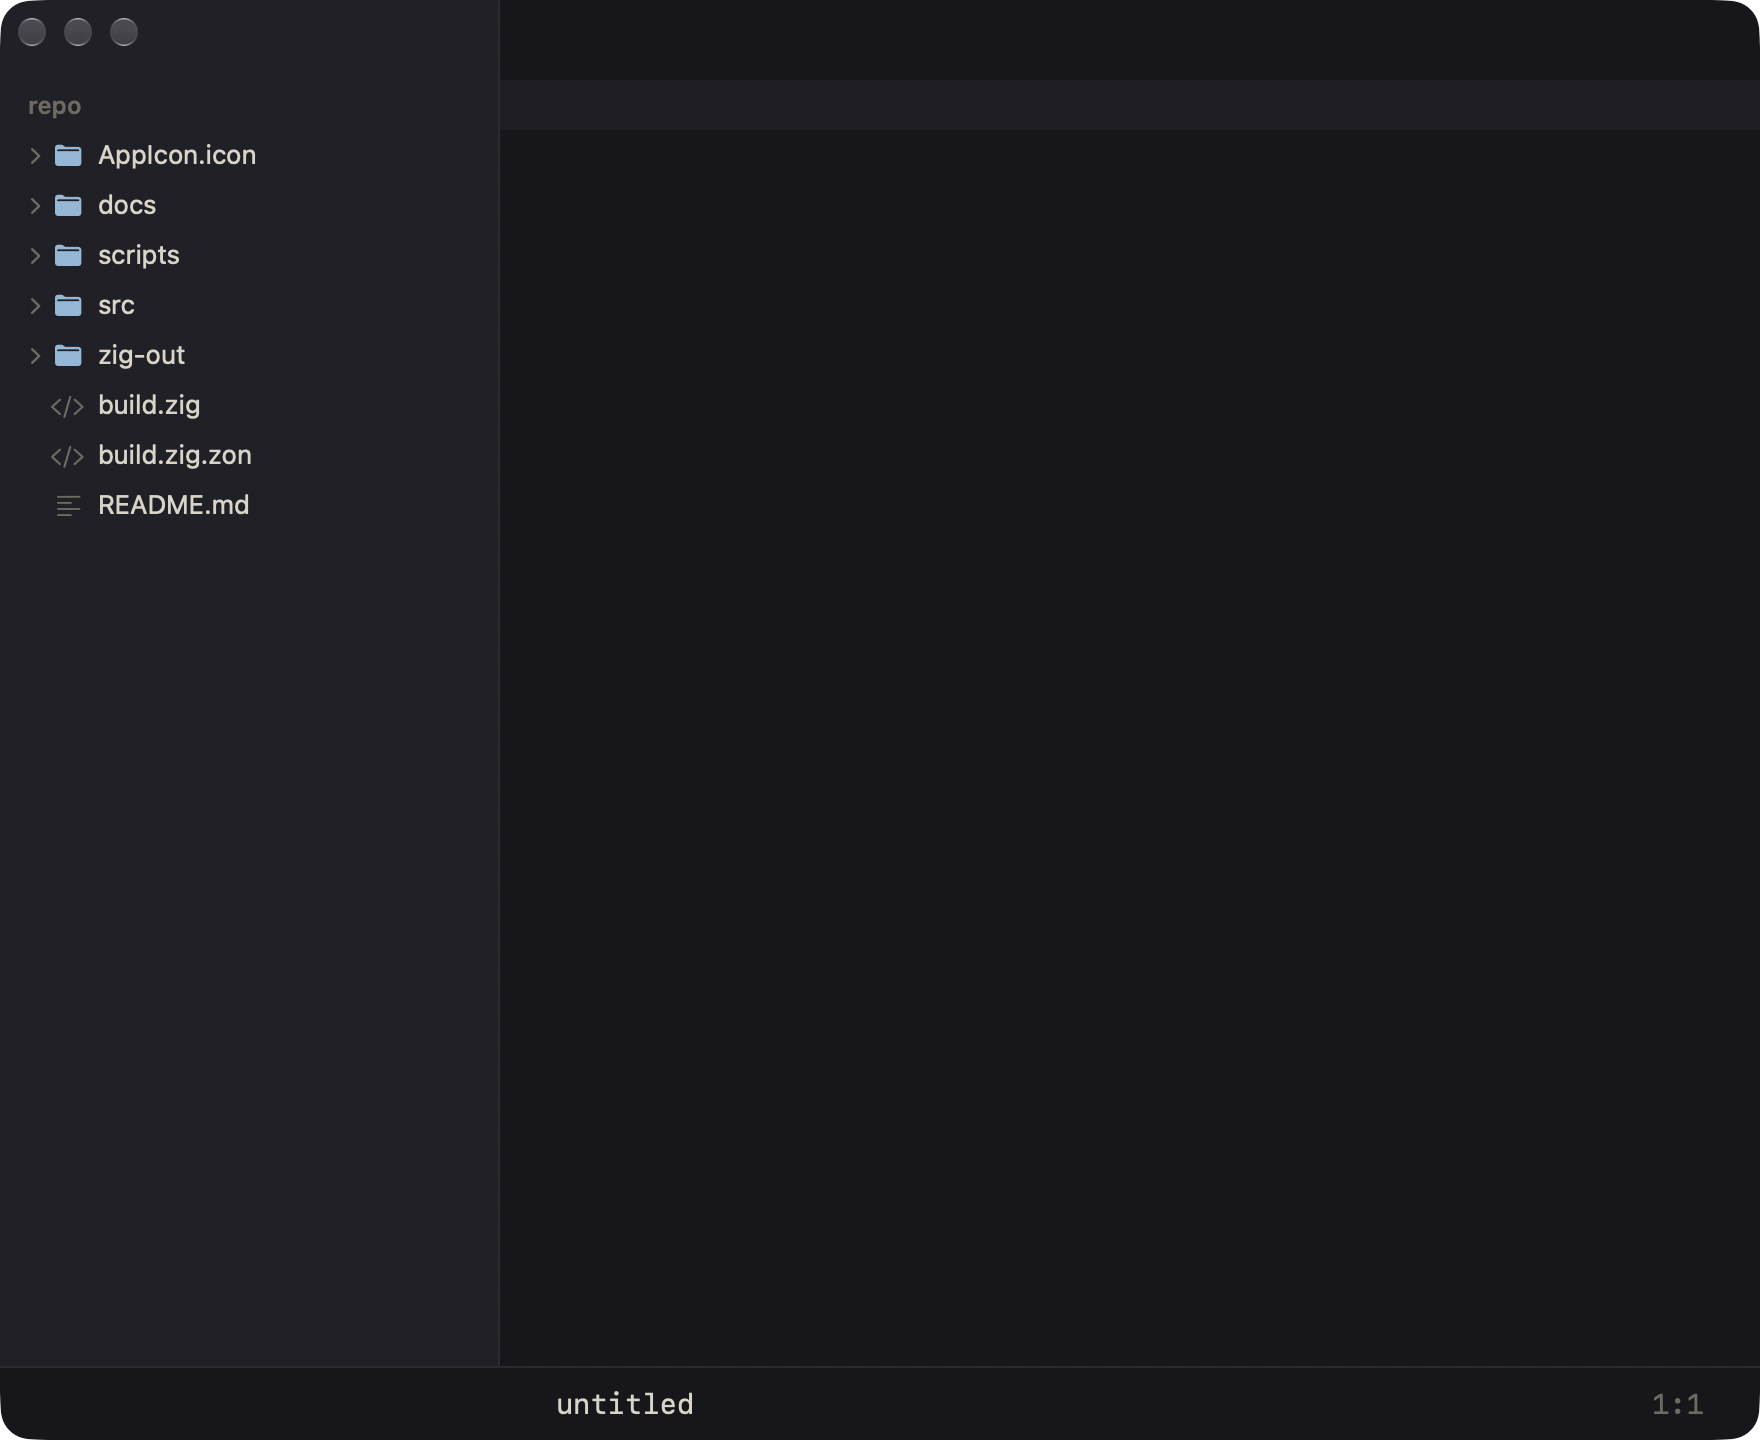 repo
AppIcon.icon
docs
scripts
src
zig-out
build.zig
build.zig.zon
README.md
untitled
1:1